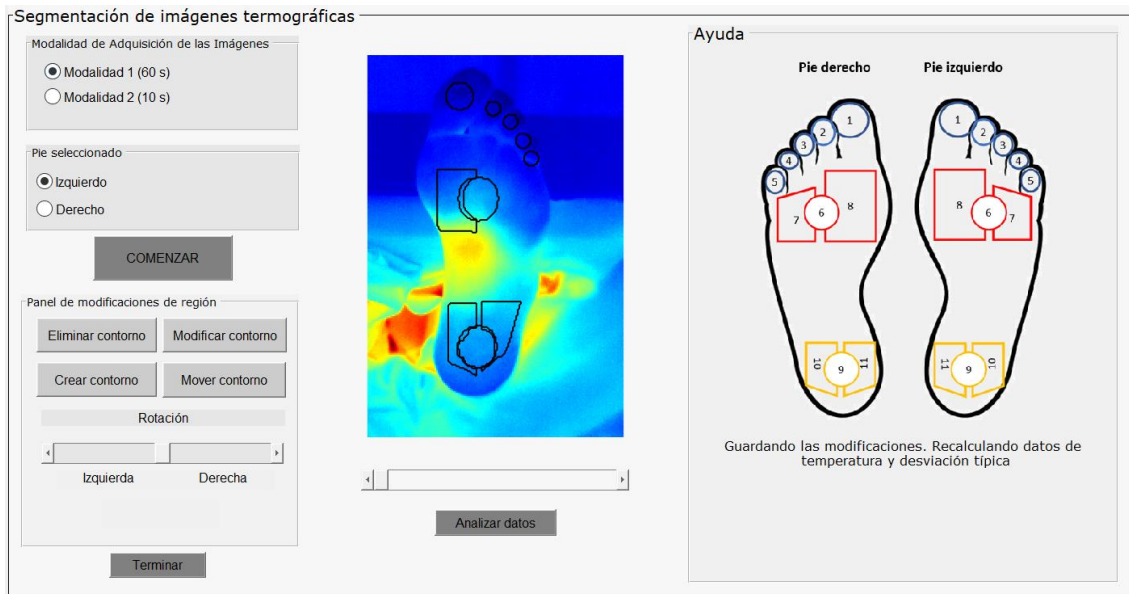 Segmentación de imágenes termográficas
Modalidad de Adquisición de las Imágenes
Modalidad 1 (60 s)
Modalidad 2 (10 s)
Pie seleccionado
Izquierdo
Derecho
COMENZAR
Panel de modificaciones de región
Eliminar contorno
Modificar contorno
Crear contorno
Mover contorno
Rotación
Izquierda
Derecha
Terminar
Analizar datos
Ayuda
Pie derecho
Pie izquierdo
1
2
3
4
5
6
7
8
9
10
11
1
2
3
4
5
8
6
7
11
9
10
Guardando las modificaciones. Recalculando datos de
temperatura y desviación típica